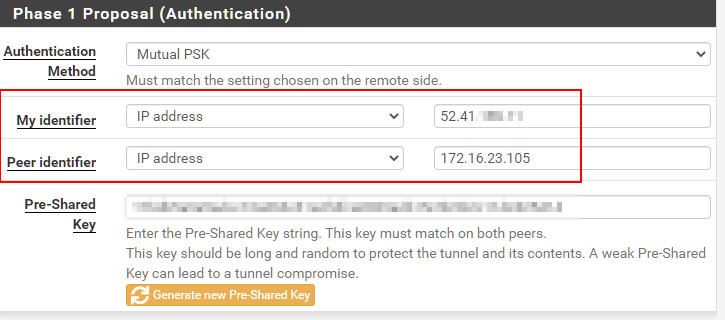 Phase 1 Proposal (Authentication)
Authentication Method
Mutual PSK
Must match the setting chosen on the remote side.
My identifier
IP address
52.41.
Peer identifier
IP address
172.16.23.105
Pre-Shared Key
Enter the Pre-Shared Key string. This key must match on both peers.
This key should be long and random to protect the tunnel and its contents. A weak Pre-Shared
Key can lead to a tunnel compromise.
Generate new Pre-Shared Key